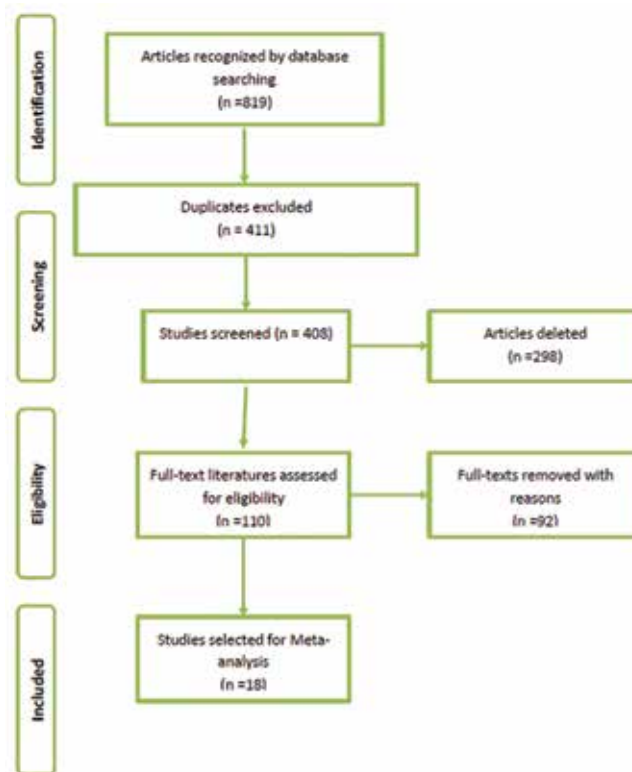 Identification
Articles recognized by database
searching
(n =819)
Duplicates excluded
(n = 411)
Screening
Studies screened (n = 408)
Articles deleted
(n =298)
Eligibility
Full-text literatures assessed
for eligibility
(n =110)
Full-texts removed with
reasons
(n =92)
Included
Studies selected for Meta-
analysis
(n =18)